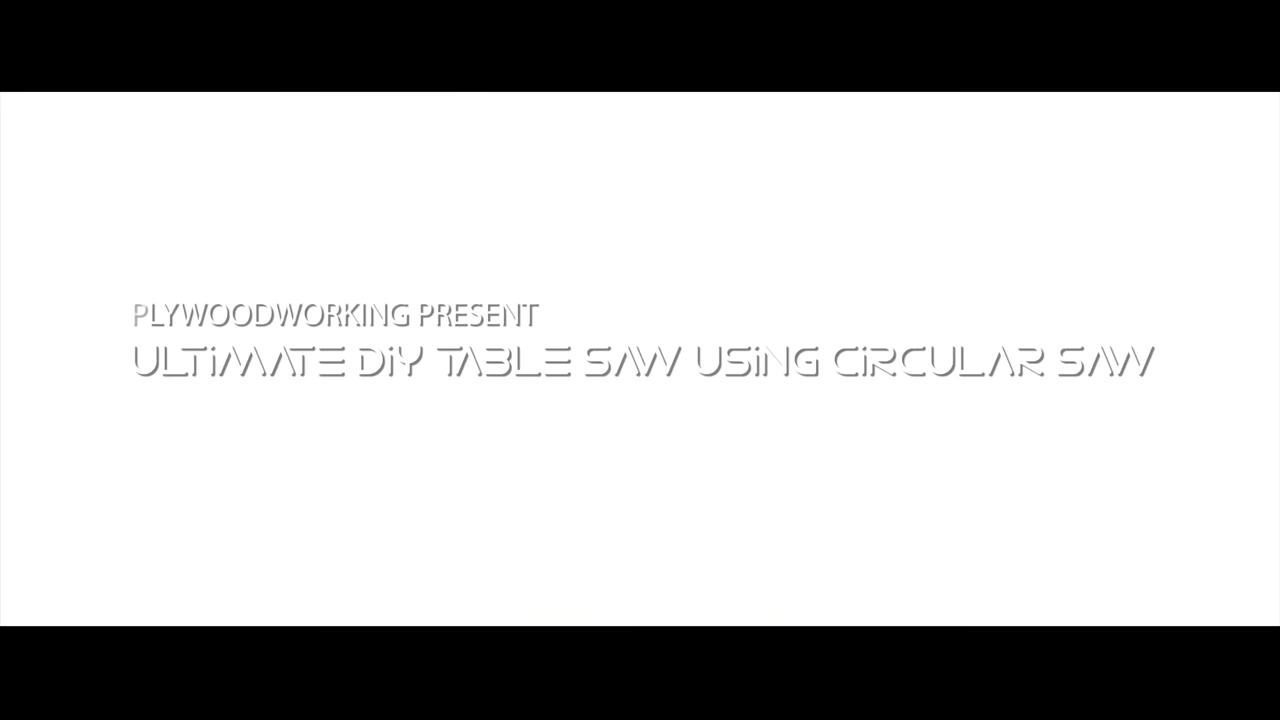 PLYWOODWORKING PRESENT
ULTiMATE DiY TABLE SAW USiNG CiRCULAR SAW